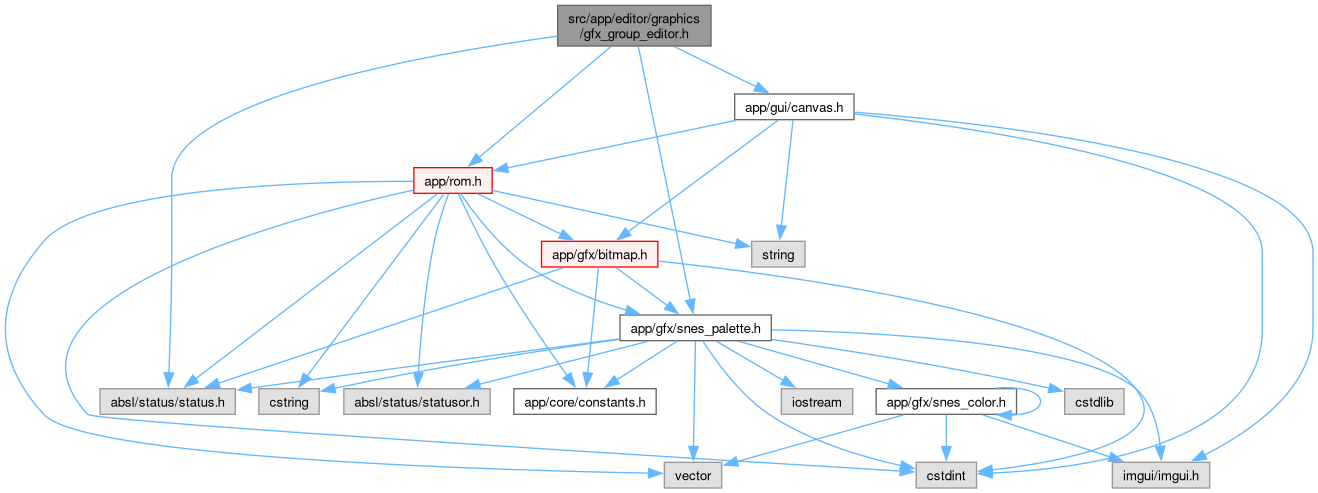 src/app/editor/graphics
/gfx_group_editor.h
app/gui/canvas.h
app/rom.h
app/gfx/bitmap.h
string
app/gfx/snes_palette.h
absl/status/status.h
cstring
absl/status/statusor.h
app/core/constants.h
iostream
app/gfx/snes_color.h
cstdlib
vector
cstdint
imgui/imgui.h